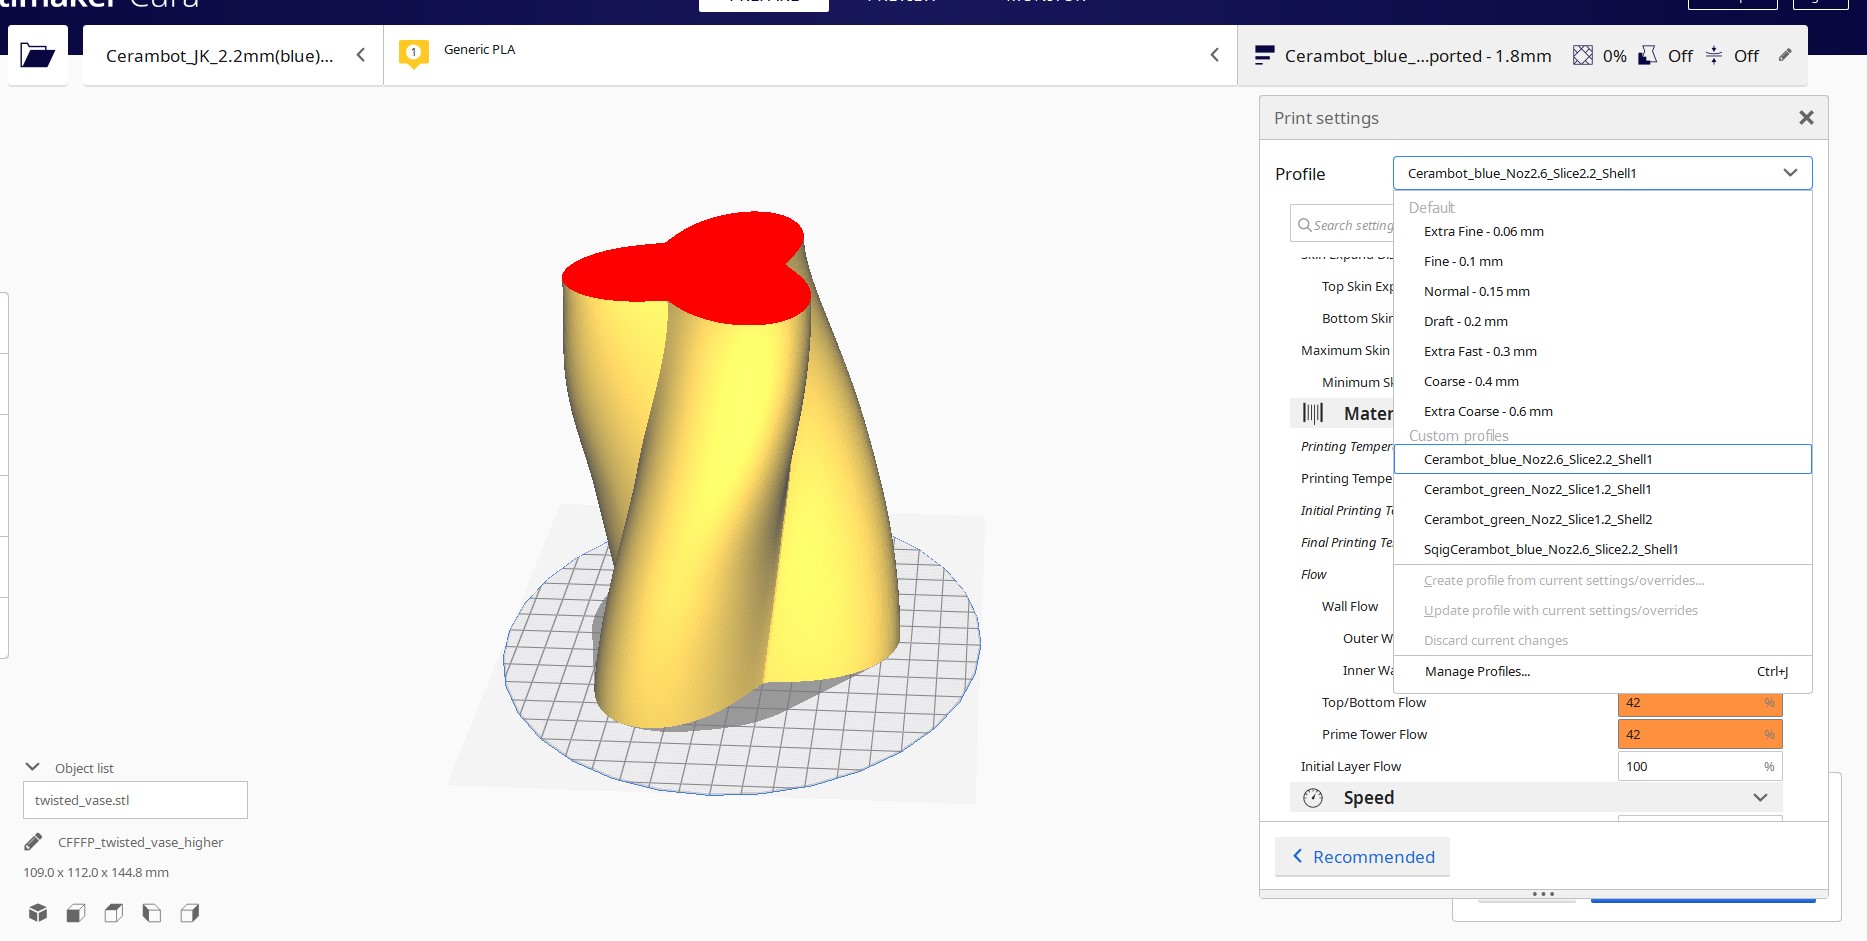 Cura
Cerambot_JK_2.2mm(blue)...
1
Generic PLA
Cerambot_blue_...ported - 1.8mm
0%
Off
Off
Print settings
Profile
Cerambot_blue_Noz2.6_Slice2.2_Shell1
Search setting
Default
Extra Fine - 0.06 mm
Fine - 0.1 mm
Top Skin Exp
Normal - 0.15 mm
Bottom Skin
Draft - 0.2 mm
Maximum Skin
Extra Fast - 0.3 mm
Minimum Sk
Coarse - 0.4 mm
Mater
Extra Coarse - 0.6 mm
Custom profiles
Printing Temper
Cerambot_blue_Noz2.6_Slice2.2_Shell1
Printing Tempe
Cerambot_green_Noz2_Slice1.2_Shell1
Initial Printing Te
Cerambot_green_Noz2_Slice1.2_Shell2
Final Printing Te
SqigCerambot_blue_Noz2.6_Slice2.2_Shell1
Flow
Create profile from current settings/overrides...
Wall Flow
Update profile with current settings/overrides
Outer W
Discard current changes
Inner Wa
Manage Profiles...
Ctrl+J
Top/Bottom Flow
42
%
Prime Tower Flow
42
%
Initial Layer Flow
100
%
Speed
Recommended
Object list
twisted_vase.stl
CFFFP_twisted_vase_higher
109.0 x 112.0 x 144.8 mm